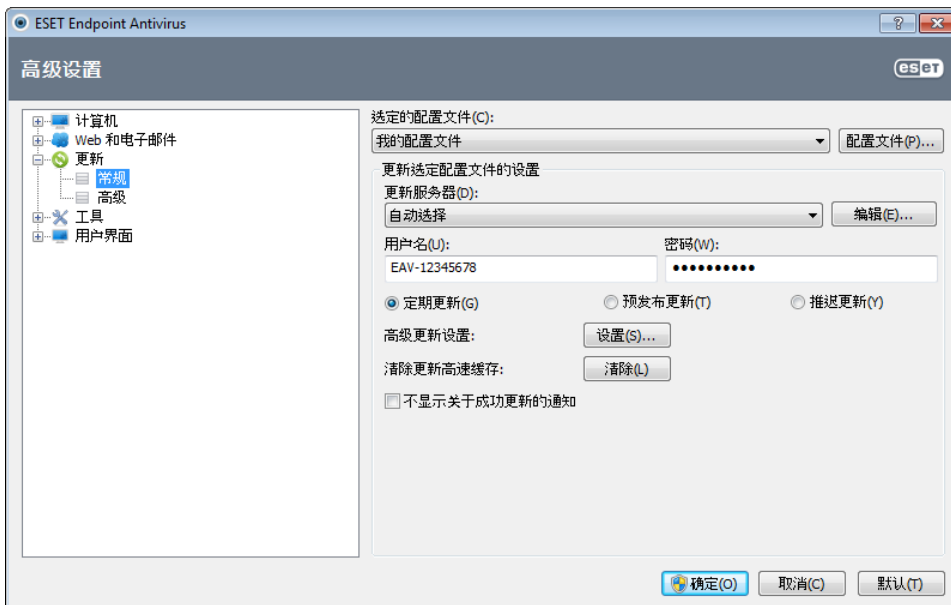 ESET Endpoint Antivirus
高级设置
eseT
计算机
Web 和电子邮件
更新
常规
高级
工具
用户界面
选定的配置文件(C):
我的配置文件
配置文件(P)...
更新选定配置文件的设置
更新服务器(D):
自动选择
编辑(E)...
用户名(U): 密码(W):
EAV-12345678 ●●●●●●●●●●
定期更新(G) 预发布更新(T) 推迟更新(Y)
高级更新设置: 设置(S)...
清除更新高速缓存: 清除(L)
不显示关于成功更新的通知
确定(O) 取消(C) 默认(T)